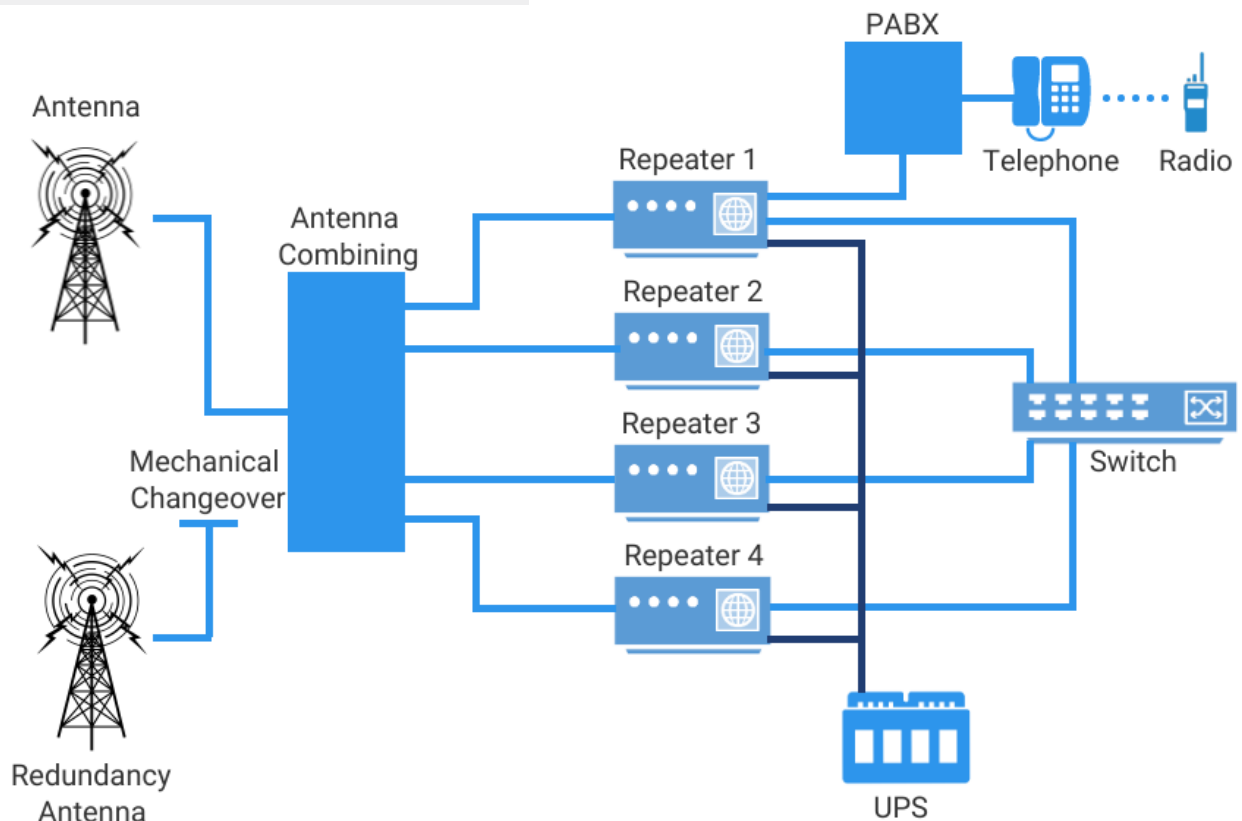 PABX
Antenna
Telephone
Radio
Repeater 1
Antenna
Combining
Repeater 2
Repeater 3
Mechanical
Changeover
Switch
Repeater 4
Redundancy
Antenna
UPS